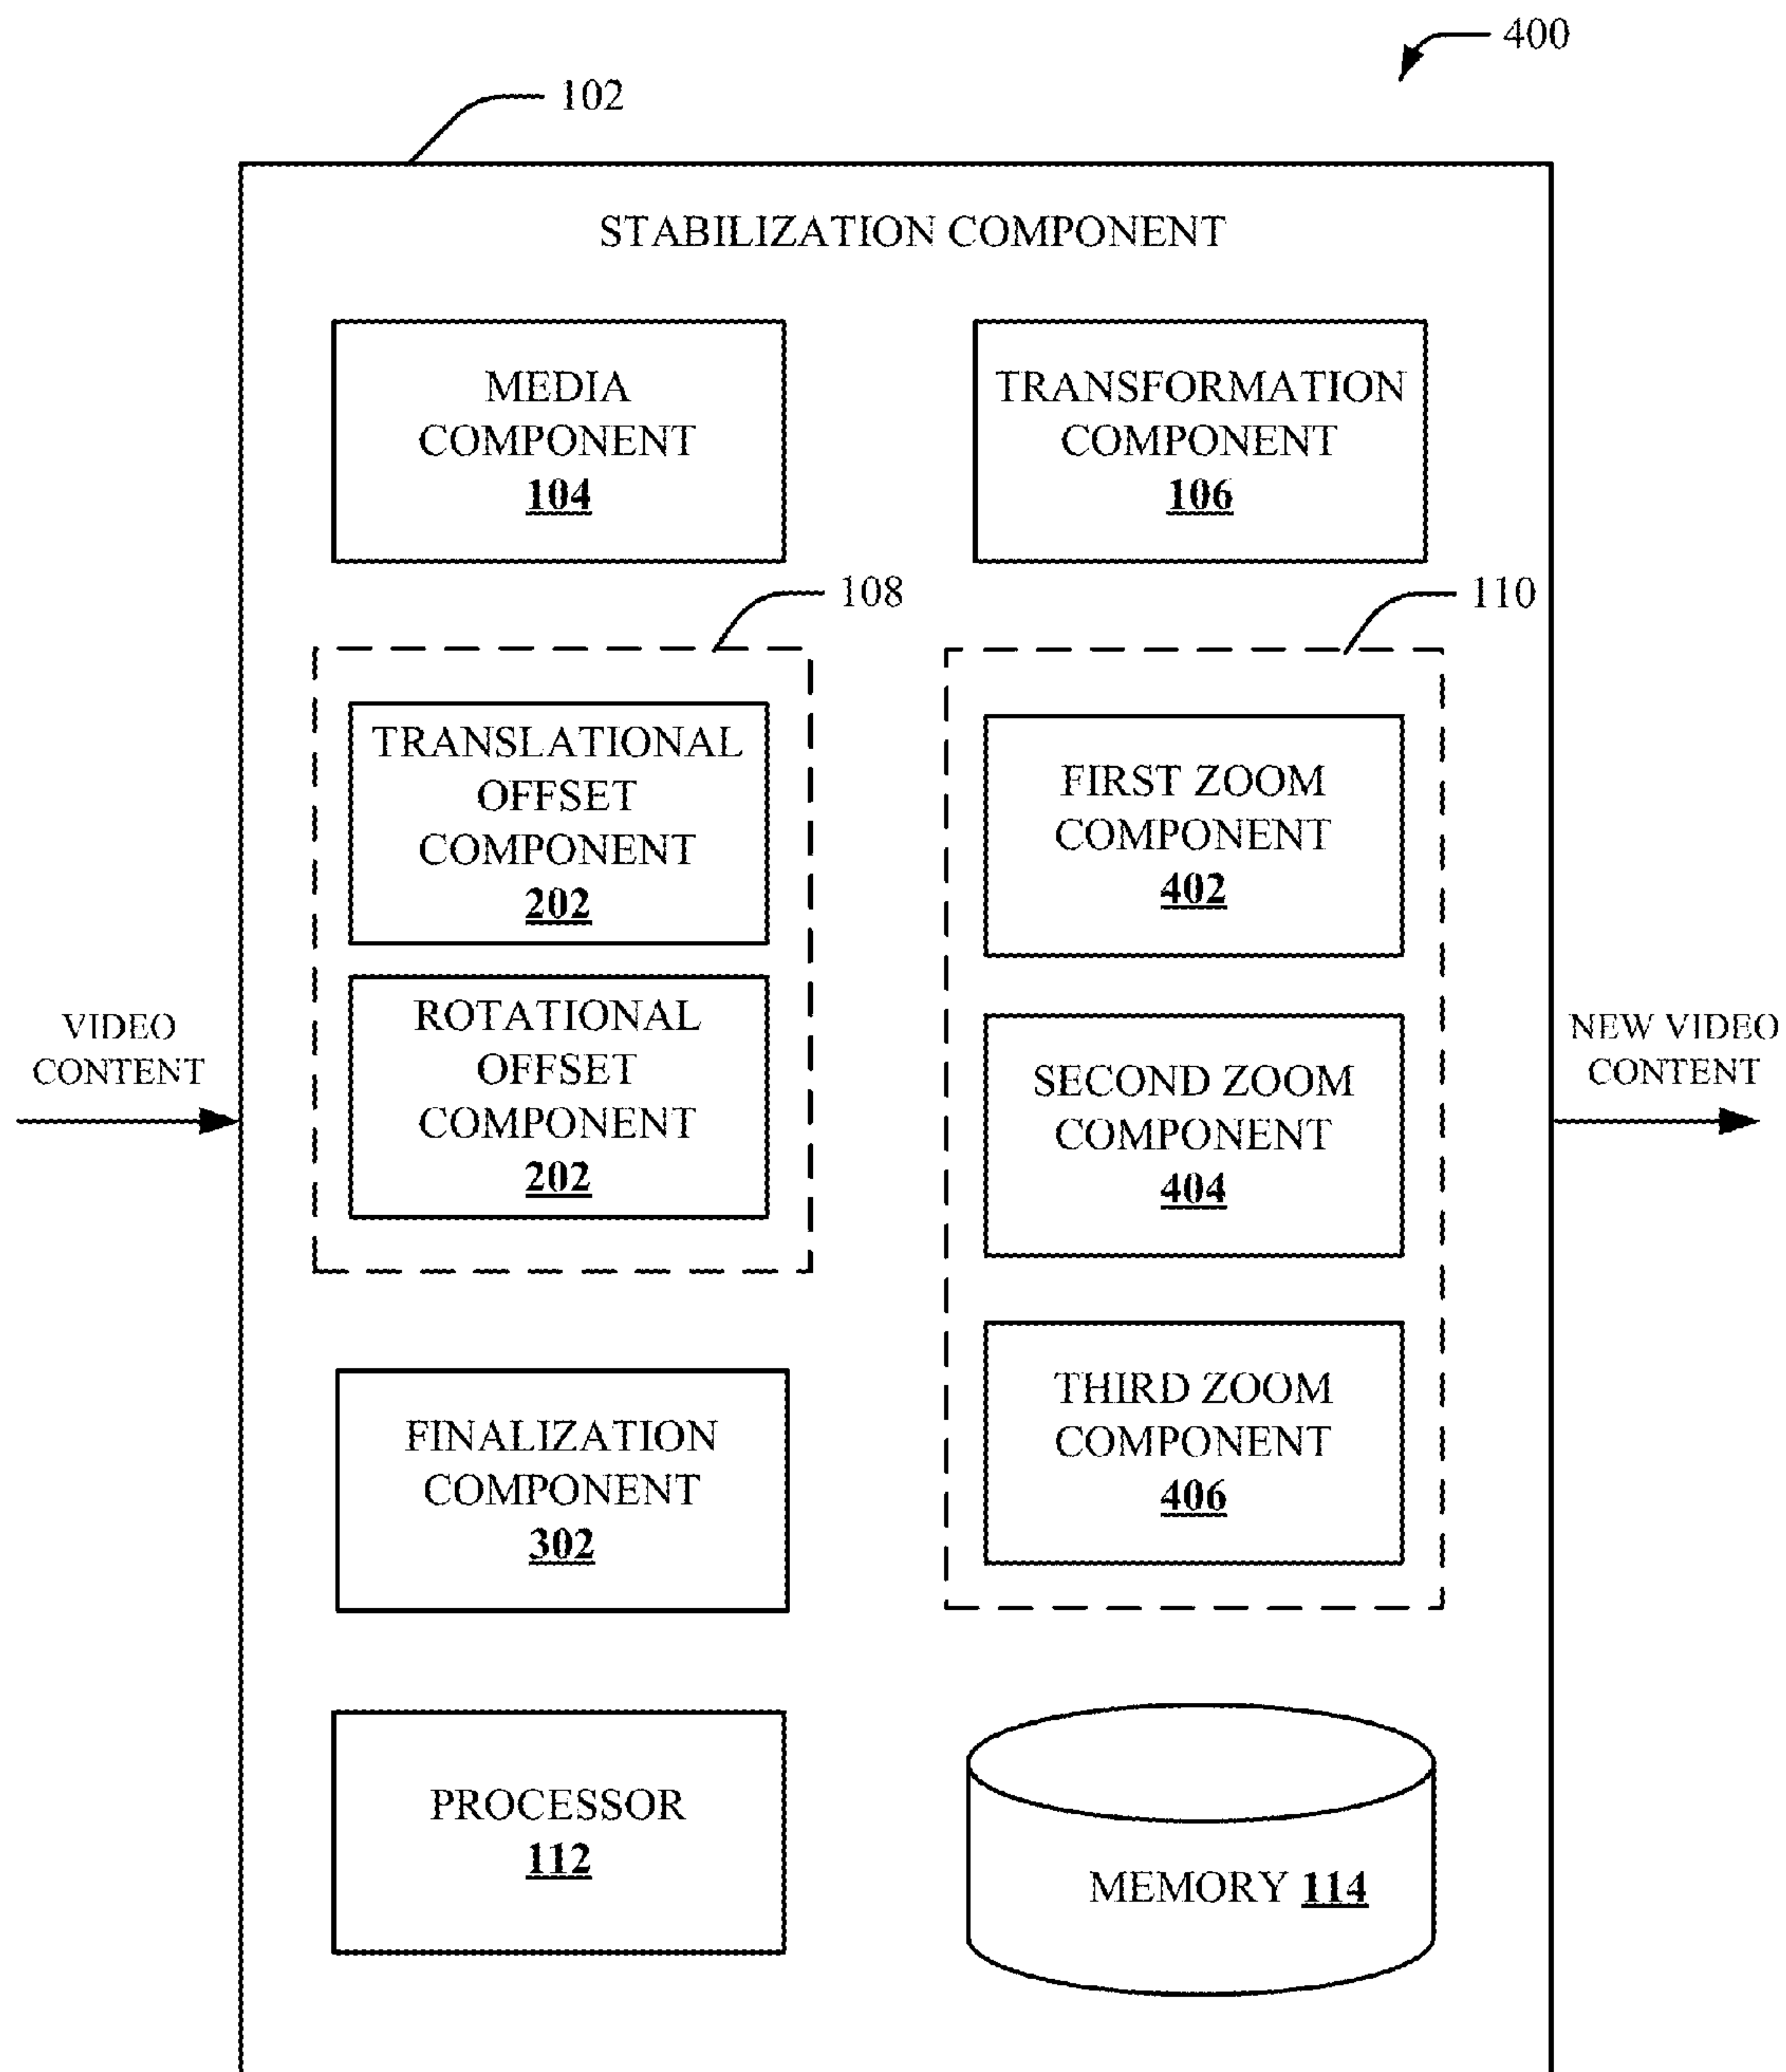 400
102
STABILIZATION COMPONENT
MEDIA
COMPONENT
104
TRANSFORMATION
COMPONENT
106
108
110
TRANSLATIONAL
OFFSET
COMPONENT
202
ROTATIONAL
OFFSET
COMPONENT
202
FIRST ZOOM
COMPONENT
402
SECOND ZOOM
COMPONENT
404
THIRD ZOOM
COMPONENT
406
VIDEO
CONTENT
NEW VIDEO
CONTENT
FINALIZATION
COMPONENT
302
PROCESSOR
112
MEMORY 114